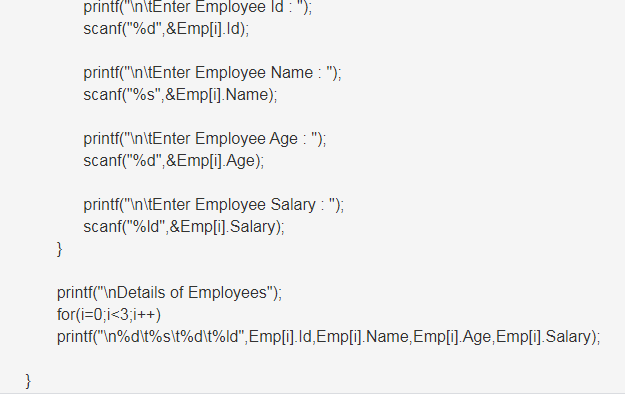 printf("\n\tEnter Employee Id : ");
scanf("%d",&Emp[i].Id);
printf("\n\tEnter Employee Name : ");
scanf("%s",&Emp[i].Name);
printf("\n\tEnter Employee Age : ");
scanf("%d",&Emp[i].Age);
printf("\n\tEnter Employee Salary : ");
scanf("%ld",&Emp[i].Salary);
}
printf("\nDetails of Employees");
for(i=0;i<3;i++)
printf("\n%d\t%s\t%d\t%ld",Emp[i].Id,Emp[i].Name,Emp[i].Age,Emp[i].Salary);
}